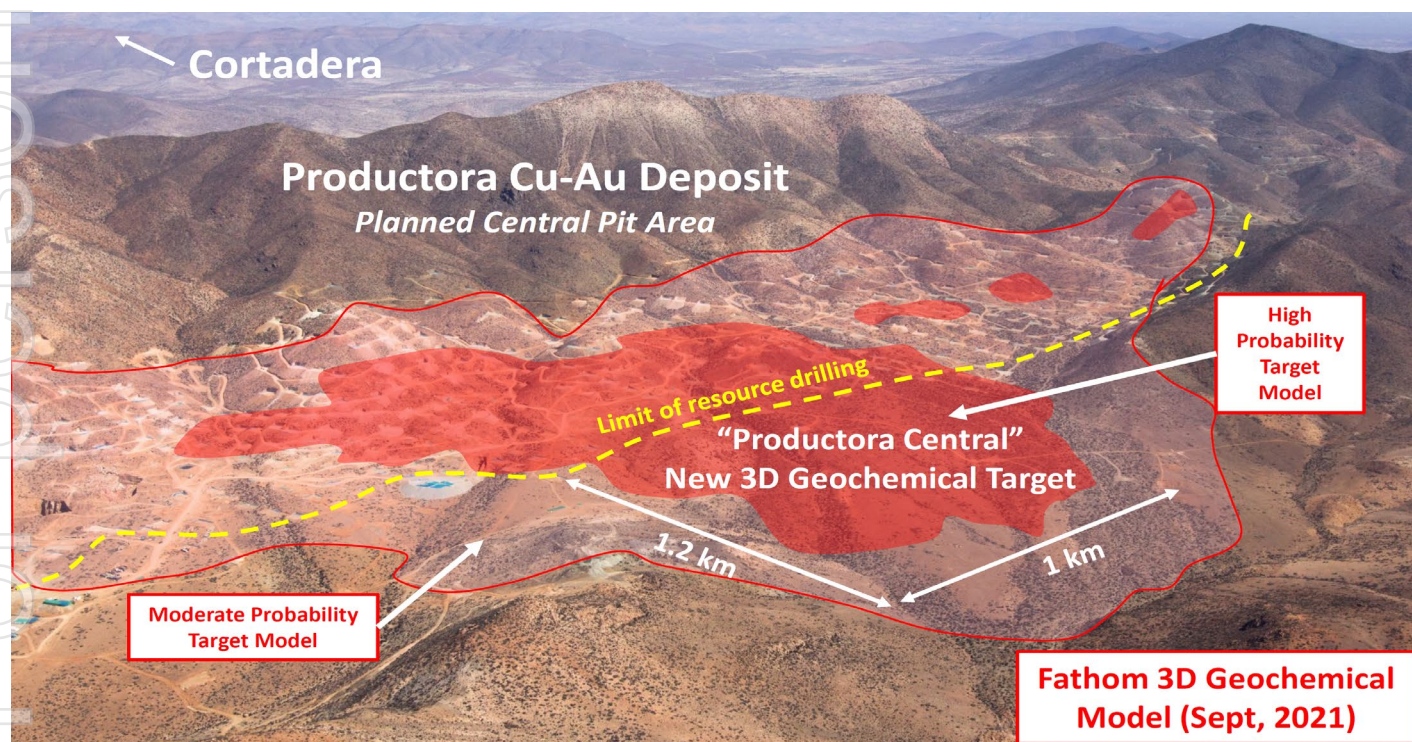 Cortadera
Productora Cu-Au Deposit
Planned Central Pit Area
High
Probability
Target
Model
Limit of resource drilling
“Productora Central”
New 3D Geochemical Target
1.2 km
1 km
Moderate Probability
Target Model
Fathom 3D Geochemical
Model (Sept, 2021)